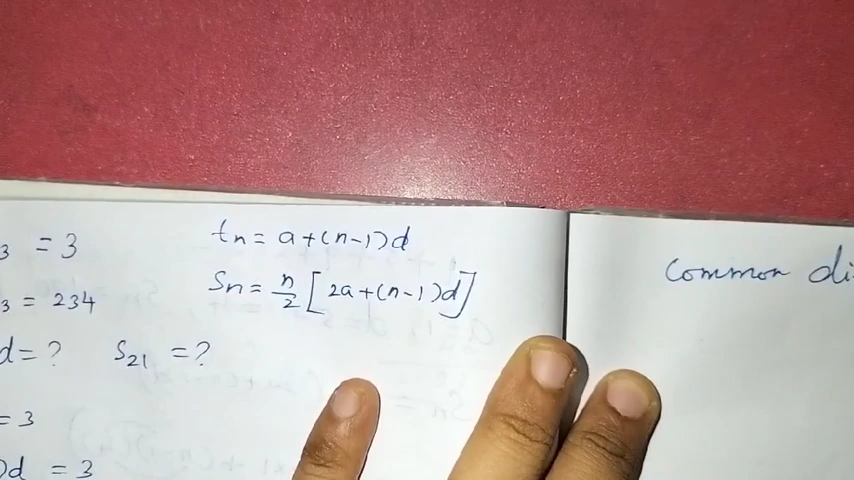 3 = 3
tn = a+(n-1)d
3 = 234
Sn = n/2 [2a+(n-1)d]
d = ? S21 = ?
= 3
)d = 3
Common di